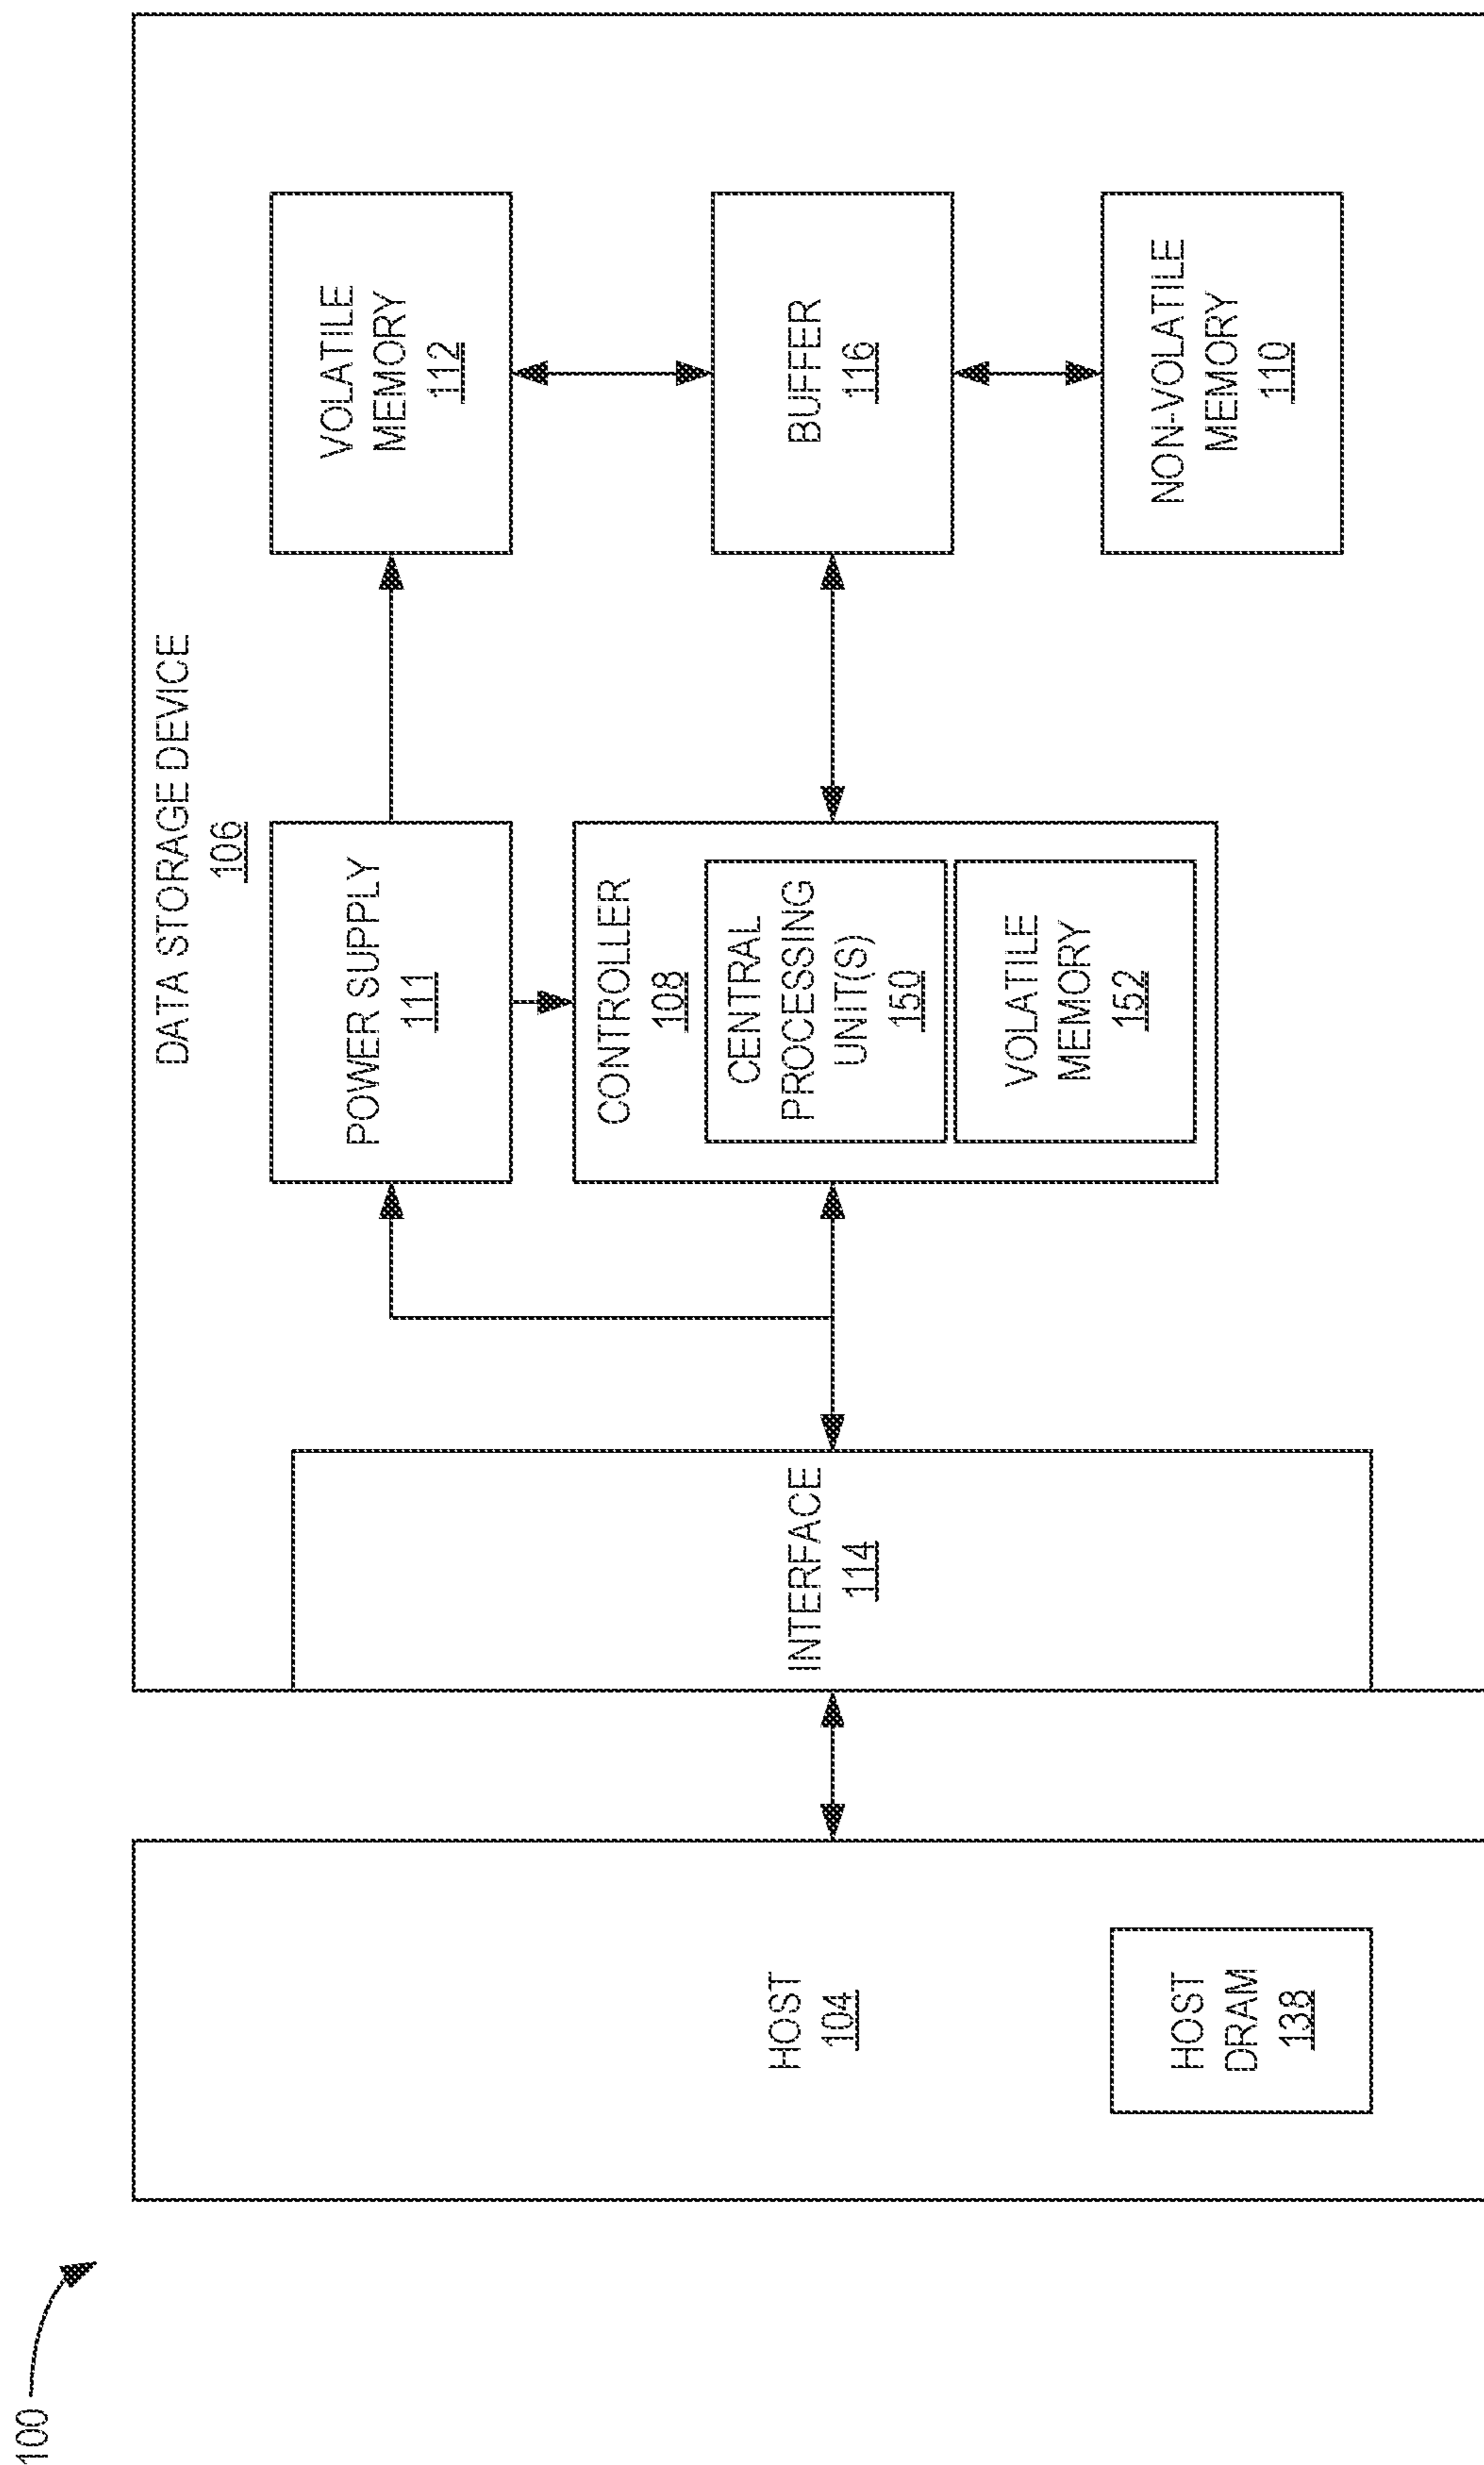 100
HOST
104
HOST
DRAM
138
DATA STORAGE DEVICE
106
INTERFACE
114
POWER SUPPLY
111
CONTROLLER
108
CENTRAL
PROCESSING
UNIT(S)
150
VOLATILE
MEMORY
152
VOLATILE
MEMORY
112
BUFFER
116
NON-VOLATILE
MEMORY
110